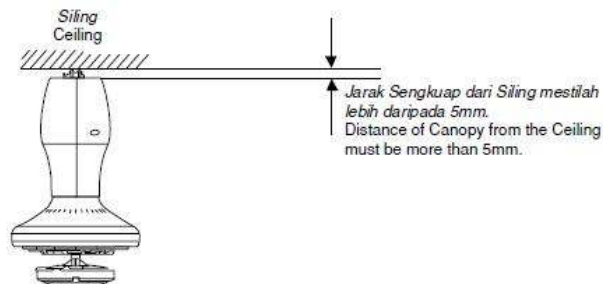 Siling
Ceiling
Jarak Sengkuap dari Siling mestilah
lebih daripada 5mm.
Distance of Canopy from the Ceiling
must be more than 5mm.